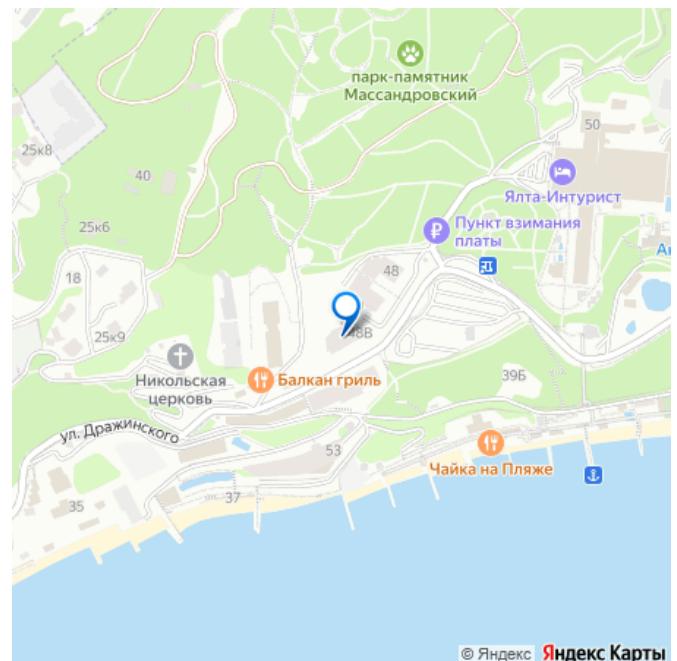 парк-памятник
Массандровский
25к8
50
40
Ялта-Интурист
25к6
₽
Пункт взимания
платы
18
48
48В
25к9
Никольская
церковь
Балкан гриль
39Б
ул. Дражинского
53
Чайка на Пляже
37
35
© Яндекс Яндекс Карты